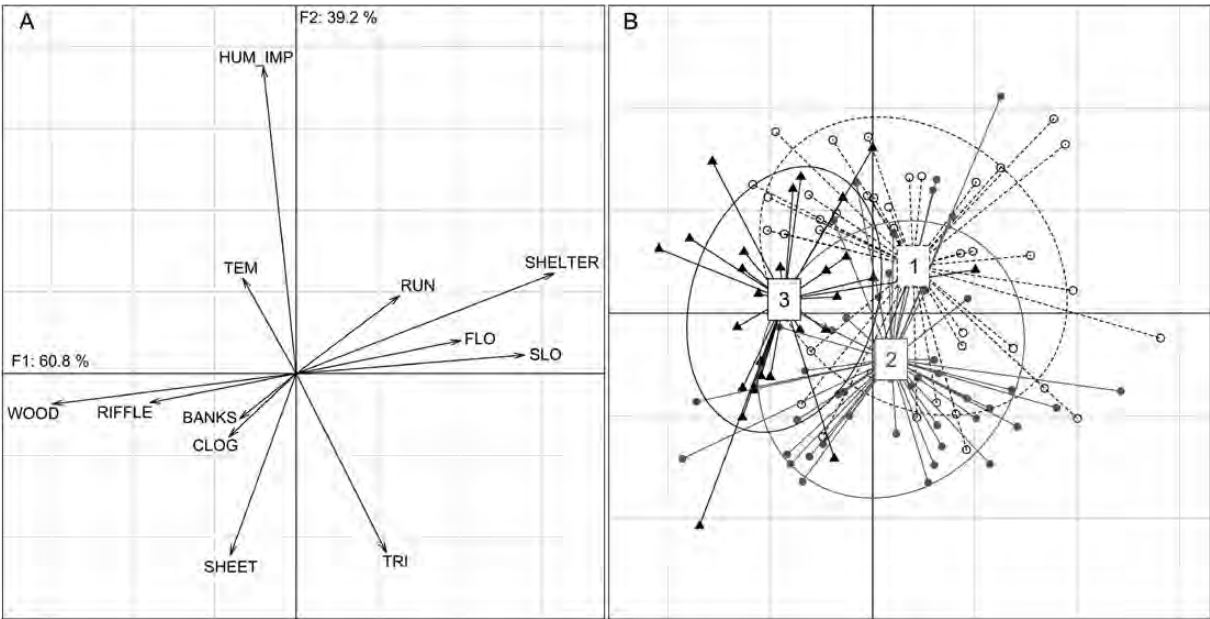 A
F2: 39.2 %
HUM_IMP
TEM
RUN
SHELTER
FLO
SLO
F1: 60.8 %
WOOD
RIFFLE
BANKS
CLOG
SHEET
TRI
B
1
3
2